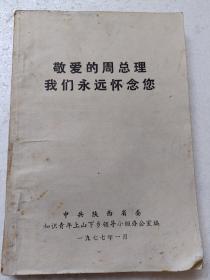 敬爱的周总理
我们永远怀念您
中共陕西省委
知识青年上山下乡领导小组办公室编
一九七七年一月